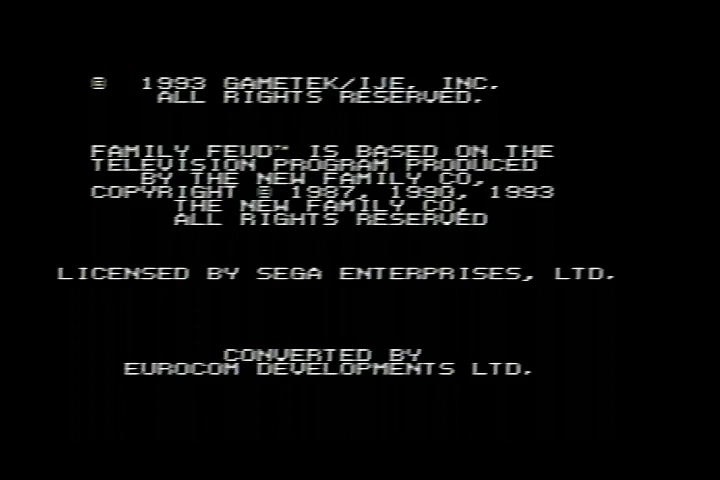 © 1993 GAMETEK/IJE, INC.
ALL RIGHTS RESERVED.
FAMILY FEUD™ IS BASED ON THE
TELEVISION PROGRAM PRODUCED
BY THE NEW FAMILY CO.
COPYRIGHT © 1987, 1990, 1993
THE NEW FAMILY CO.
ALL RIGHTS RESERVED
LICENSED BY SEGA ENTERPRISES, LTD.
CONVERTED BY
EUROCOM DEVELOPMENTS LTD.